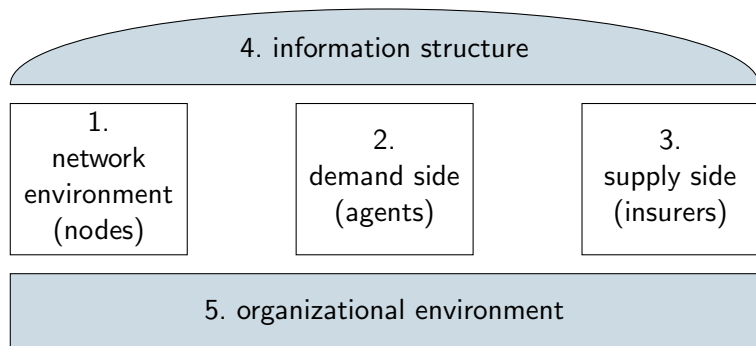 4. information structure
1.
network
environment
(nodes)
2.
demand side
(agents)
3.
supply side
(insurers)
5. organizational environment